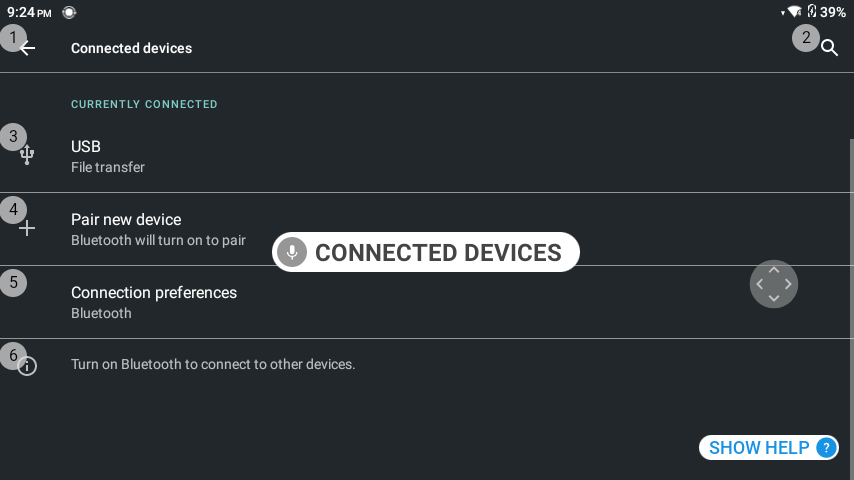 9:24 PM
39%
1
Connected devices
2
CURRENTLY CONNECTED
3
USB
File transfer
4
Pair new device
Bluetooth will turn on to pair
CONNECTED DEVICES
5
Connection preferences
Bluetooth
6
Turn on Bluetooth to connect to other devices.
SHOW HELP ?